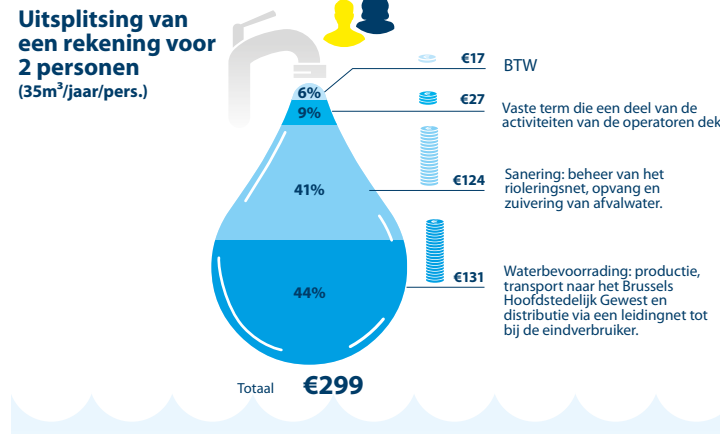 Uitsplitsing van
een rekening voor
2 personen
(35m³/jaar/pers.)
6%
€17
BTW
9%
€27
Vaste term die een deel van de
activiteiten van de operatoren dek
41%
€124
Sanering: beheer van het
rioleringsnet, opvang en
zuivering van afvalwater.
44%
€131
Waterbevoorrading: productie,
transport naar het Brussels
Hoofdstedelijk Gewest en
distributie via een leidingnet tot
bij de eindverbruiker.
Totaal €299